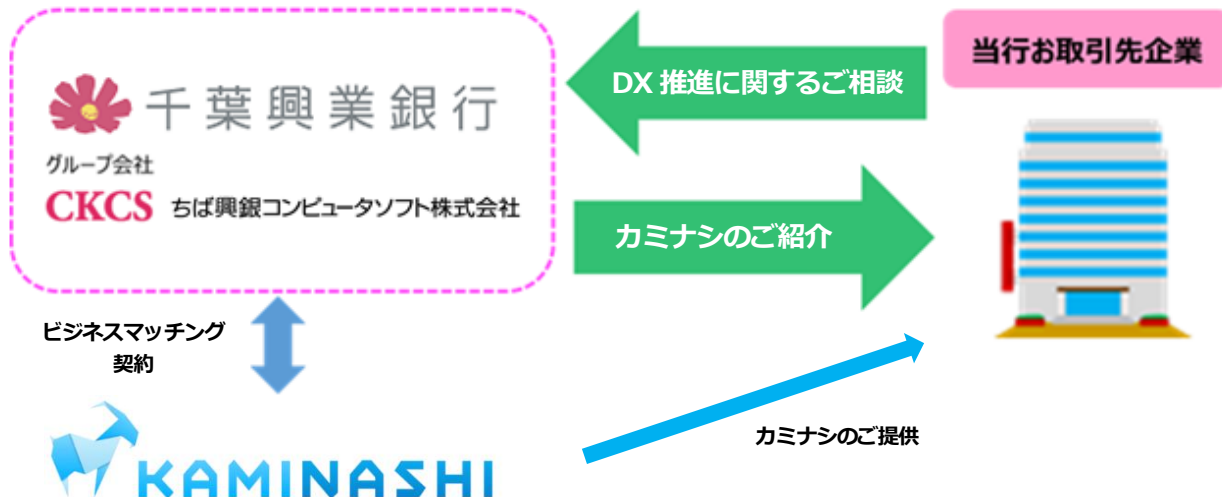 千葉興業銀行
グループ会社
CKCS ちば興銀コンピュータソフト株式会社
DX 推進に関するご相談
当行お取引先企業
カミナシのご紹介
ビジネスマッチング
契約
カミナシのご提供
KAMINASHI